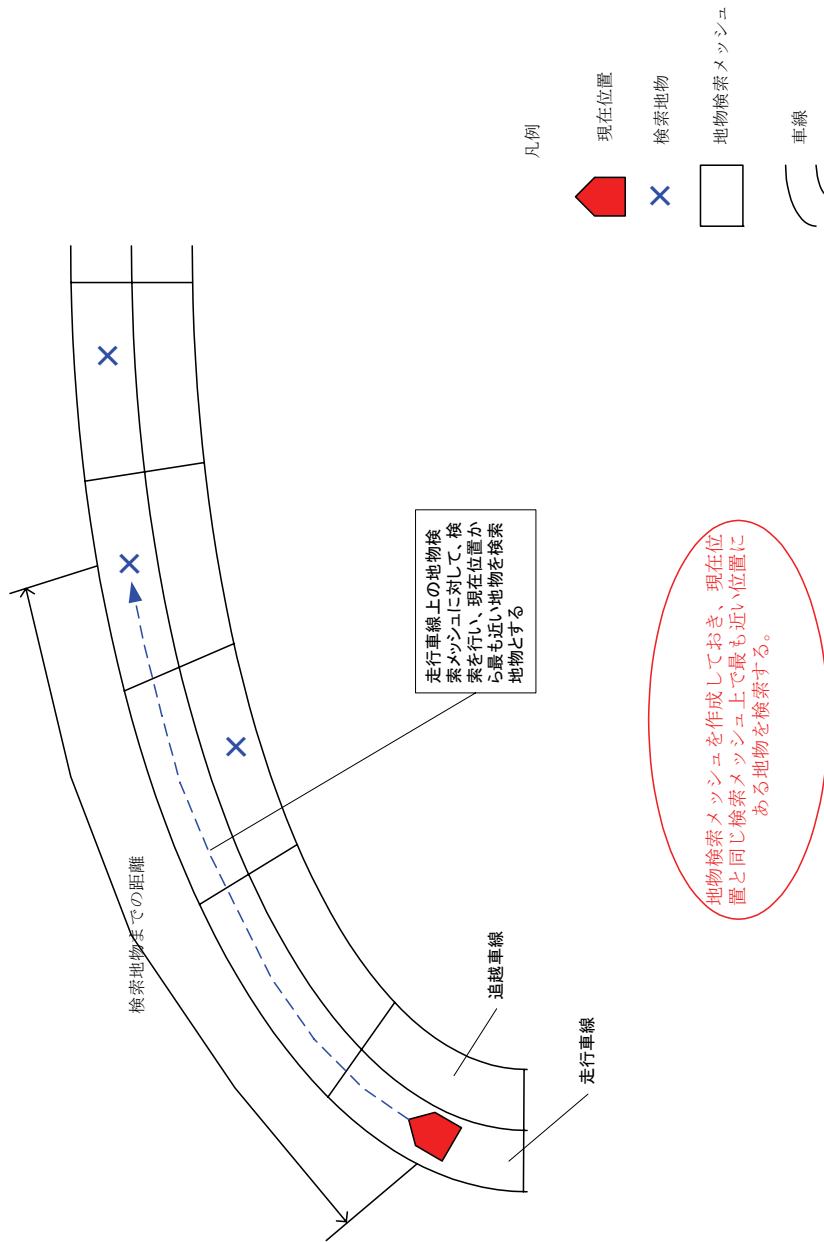 検索地物までの距離
走行車線上の地物検
索メッシュに対して、検
索を行い、現在位置か
ら最も近い地物を検索
地物とする
追越車線
走行車線
凡例
現在位置
検索地物
地物検索メッシュ
車線
地物検索メッシュを作成しておき、現在位
置と同じ検索メッシュ上で最も近い位置に
ある地物を検索する。